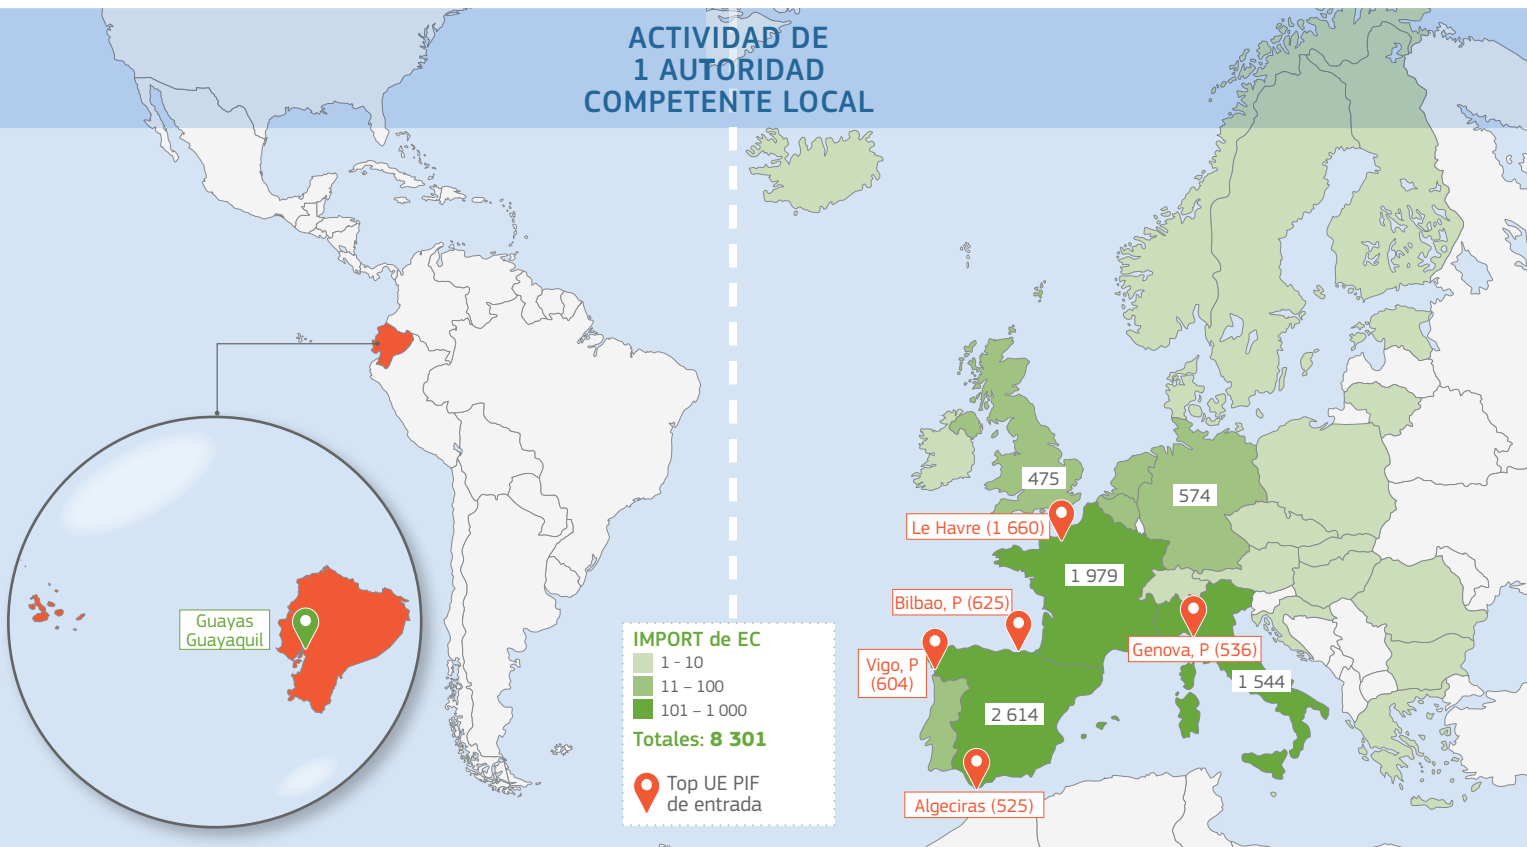 ACTIVIDAD DE
1 AUTORIDAD
COMPETENTE LOCAL
475
574
Le Havre (1 660)
1 979
Bilbao, P (625)
Guayas
Guayaquil
Vigo, P
(604)
Genova, P (536)
1 544
2 614
Algeciras (525)
IMPORT de EC
1 - 10
11 – 100
101 – 1 000
Totales: 8 301
Top UE PIF
de entrada